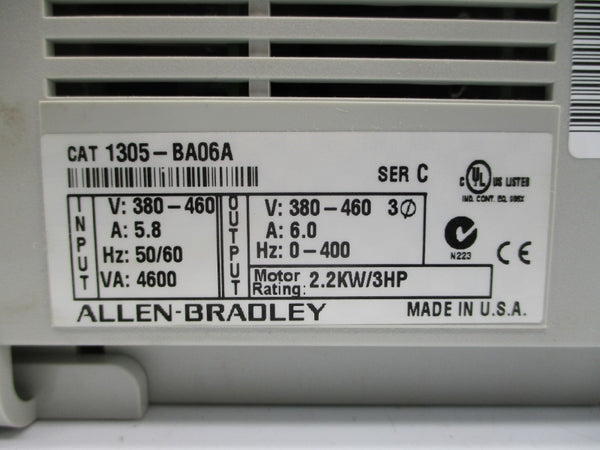 CAT 1305-BA06A
SER C
C UL US LISTED
IND. CONT. EQ. 966X
INPUT
V: 380-460
A: 5.8
Hz: 50/60
VA: 4600
OUTPUT
V: 380-460 3Ø
A: 6.0
Hz: 0-400
Motor Rating: 2.2KW/3HP
N223
CE
ALLEN-BRADLEY
MADE IN U.S.A.